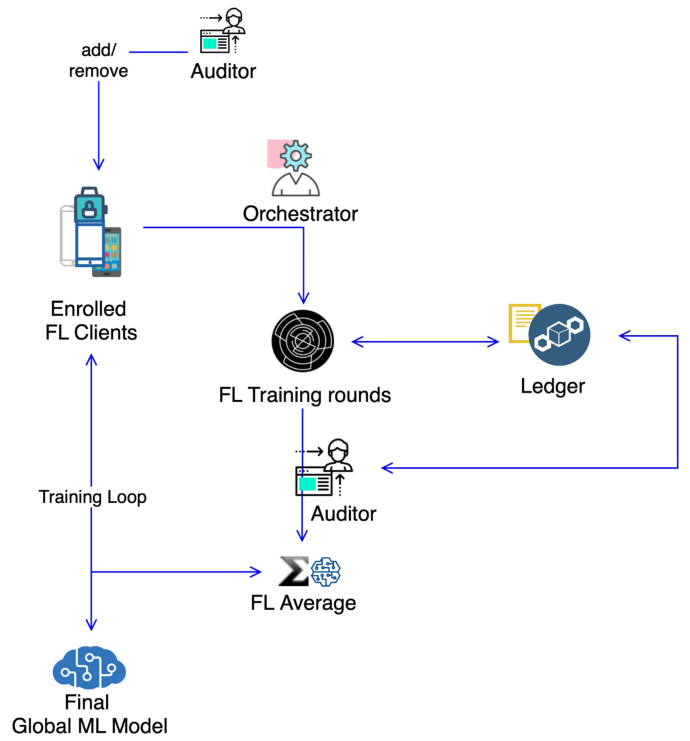 add/
remove
Auditor
Orchestrator
Enrolled
FL Clients
FL Training rounds
Ledger
Training Loop
Auditor
FL Average
Final
Global ML Model